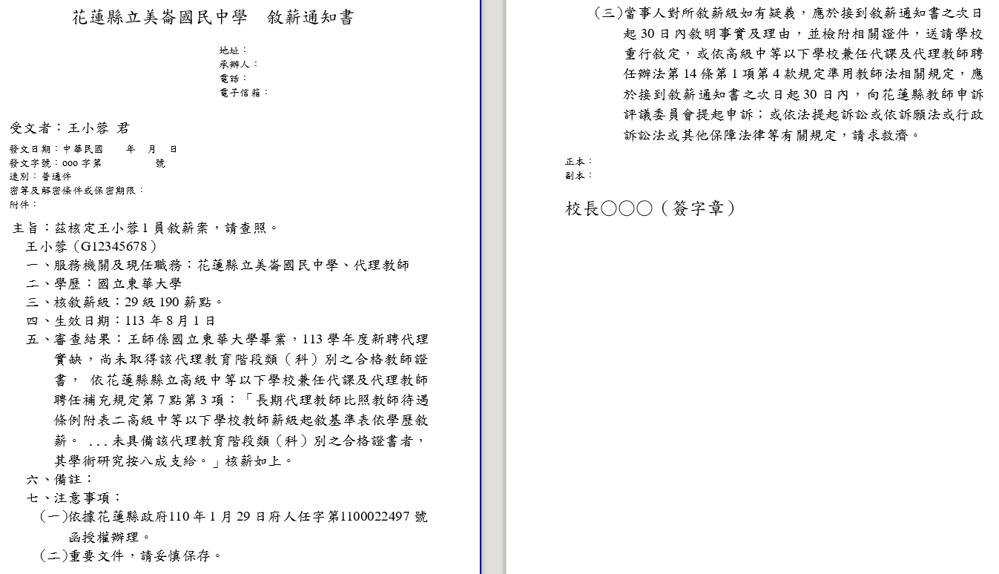 花蓮縣立美崙國民中學　敘薪通知書
地址：
承辦人：
電話：
電子信箱：
受文者：王小蓉 君
發文日期：中華民國　　年　月　日
發文字號：ooo 字第　　　　　號
速別：普通件
密等及解密條件或保密期限：
附件：
主旨：茲核定王小蓉 1 員敘薪案，請查照。
王小蓉（G12345678）
一、服務機關及現任職務：花蓮縣立美崙國民中學、代理教師
二、學歷：國立東華大學
三、核敘薪級：29 級 190 薪點。
四、生效日期：113 年 8 月 1 日
五、審查結果：王師係國立東華大學畢業，113 學年度新聘代理
實缺，尚未取得該代理教育階段類（科）別之合格教師證
書， 依花蓮縣縣立高級中等以下學校兼任代課及代理教師
聘任補充規定第 7 點第 3 項：「長期代理教師比照教師待遇
條例附表二高級中等以下學校教師薪級起敘基準表依學歷敘
薪。 ...未具備該代理教育階段類（科）別之合格證書者，
其學術研究按八成支給。」核薪如上。
六、備註：
七、注意事項：
(一)依據花蓮縣政府110 年 1 月 29 日府人任字第1100022497 號
函授權辦理。
(二)重要文件，請妥慎保存。
(三)當事人對所敘薪級如有疑義，應於接到敘薪通知書之次日
起 30 日內敘明事實及理由，並檢附相關證件，送請學校
重行敘定，或依高級中等以下學校兼任代課及代理教師聘
任辦法第 14 條第 1 項第 4 款規定準用教師法相關規定，應
於接到敘薪通知書之次日起 30 日內，向花蓮縣教師申訴
評議委員會提起申訴；或依法提起訴訟或依訴願法或行政
訴訟法或其他保障法律等有關規定，請求救濟。
正本：
副本：
校長〇〇〇（簽字章）